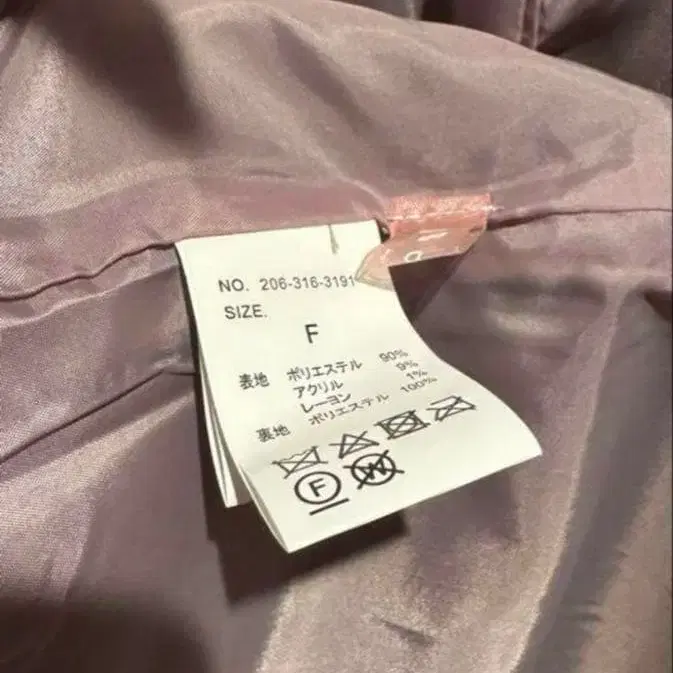 NO. 206-316-3191
SIZE.
F
表地 ポリエステル 90%
アクリル 9%
レーヨン 1%
裏地 ポリエステル 100%
F W